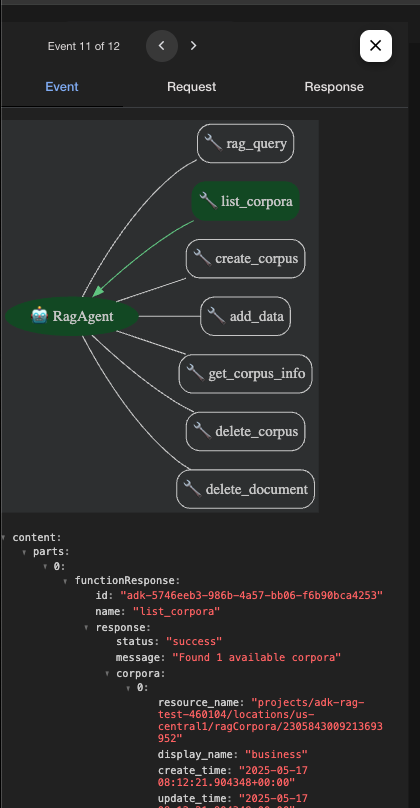 Event 11 of 12
Event Request Response
rag_query
list_corpora
create_corpus
RagAgent
add_data
get_corpus_info
delete_corpus
delete_document
content:
parts:
0:
functionResponse:
id: "adk-5746eeb3-986b-4a57-bb06-f6b90bca4253"
name: "list_corpora"
response:
status: "success"
message: "Found 1 available corpora"
corpora:
0:
resource_name: "projects/adk-rag-
test-460104/locations/us-
central1/ragCorpora/2305843009213693
952"
display_name: "business"
create_time: "2025-05-17
08:12:21.904348+00:00"
update_time: "2025-05-17